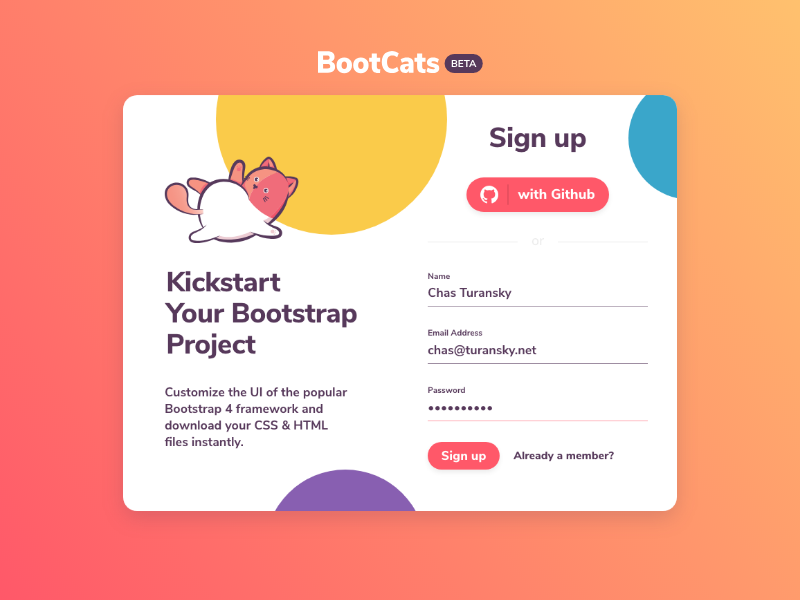 BootCats BETA
Kickstart
Your Bootstrap
Project
Customize the UI of the popular
Bootstrap 4 framework and
download your CSS & HTML
files instantly.
Sign up
with Github
or
Name
Chas Turansky
Email Address
chas@turansky.net
Password
••••••••••
Sign up Already a member?